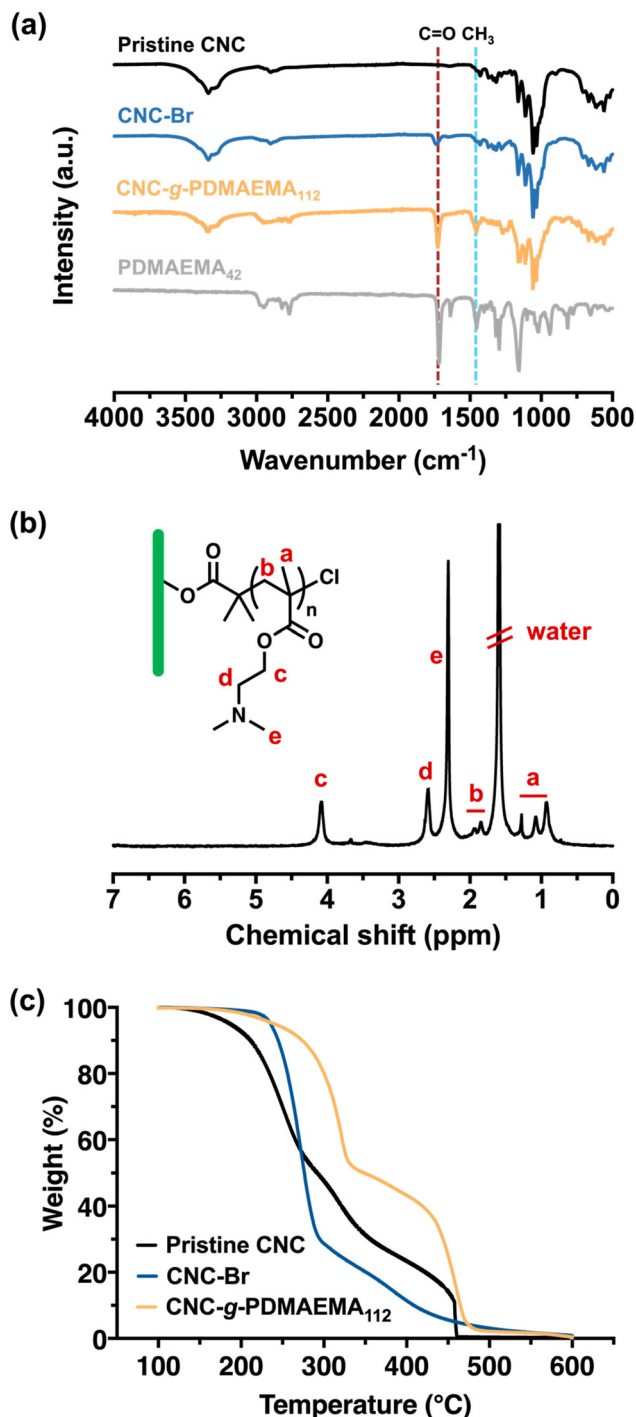 (a)
C=O CH₃
Pristine CNC
CNC-Br
CNC-g-PDMAEMA₁₁₂
PDMAEMA₄₂
Intensity (a.u.)
4000 3500 3000 2500 2000 1500 1000 500
Wavenumber (cm⁻¹)
(b)
O
O
b
a
Cl
n
O
O
d
c
N
e
c
d
e
b
water
a
7 6 5 4 3 2 1 0
Chemical shift (ppm)
(c)
100
80
60
40
20
0
Weight (%)
Pristine CNC
CNC-Br
CNC-g-PDMAEMA₁₁₂
100 200 300 400 500 600
Temperature (°C)